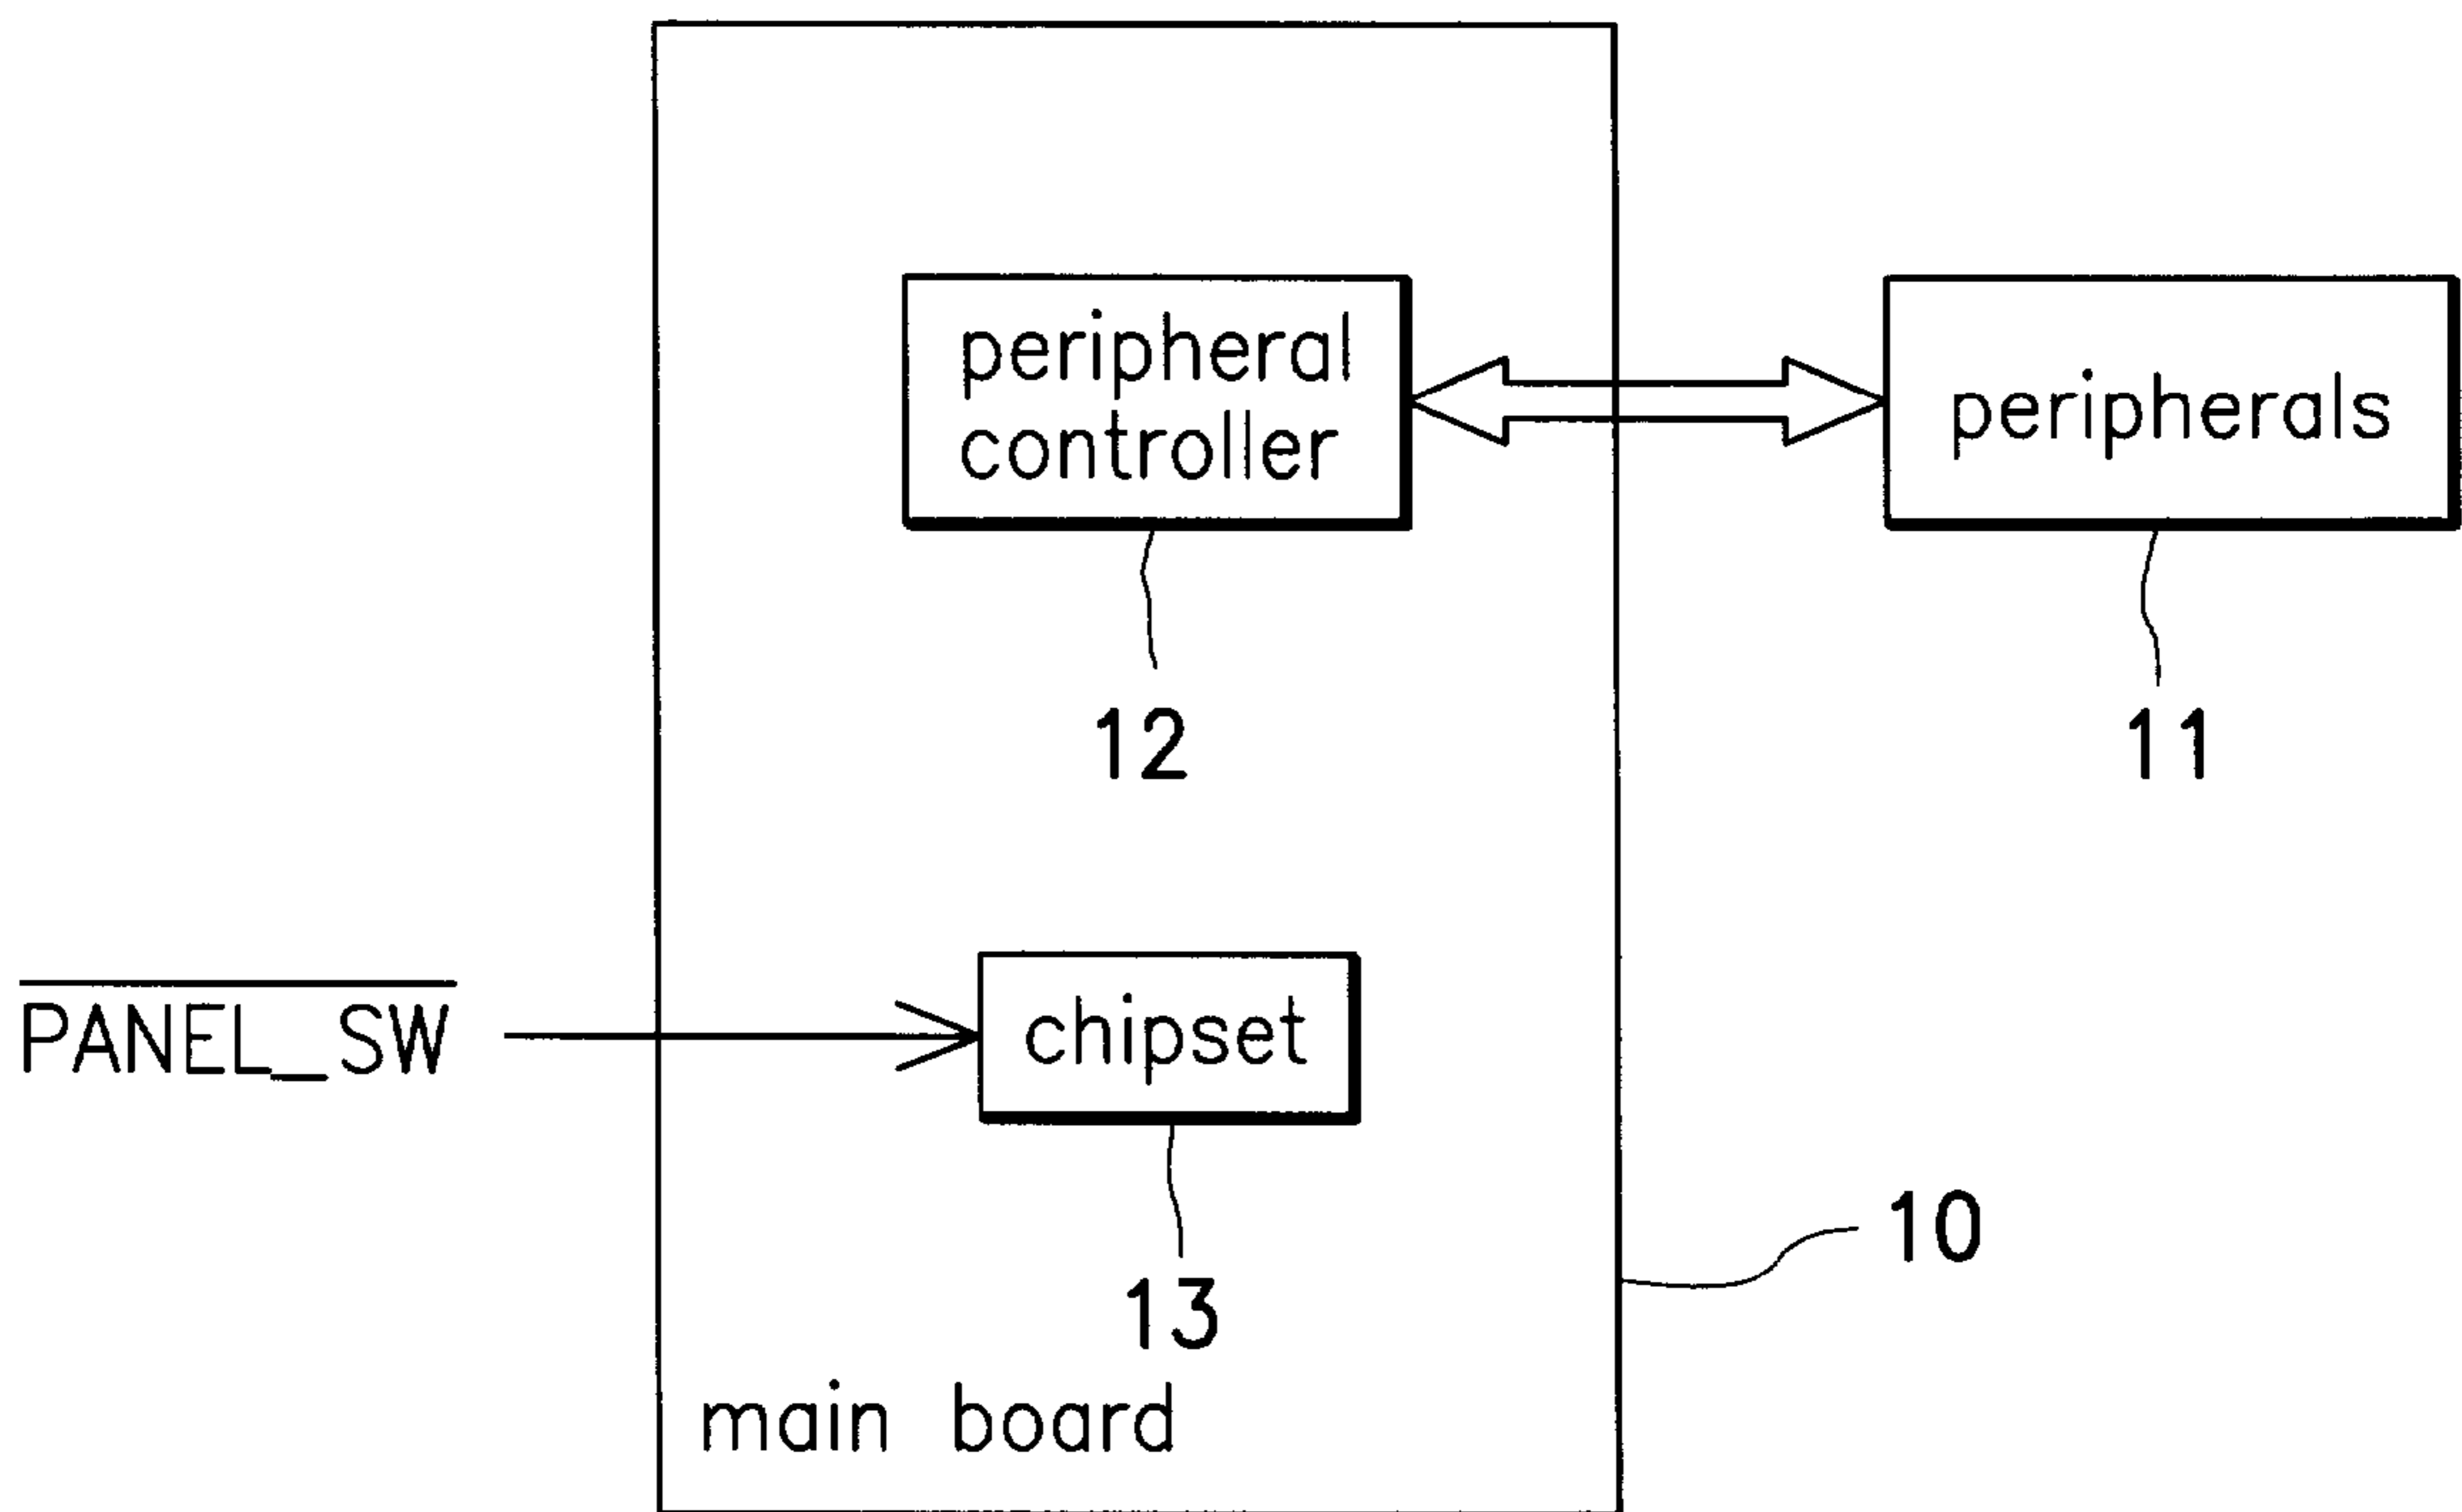 peripheral
controller
peripherals
12
11
PANEL_SW
chipset
10
13
main board